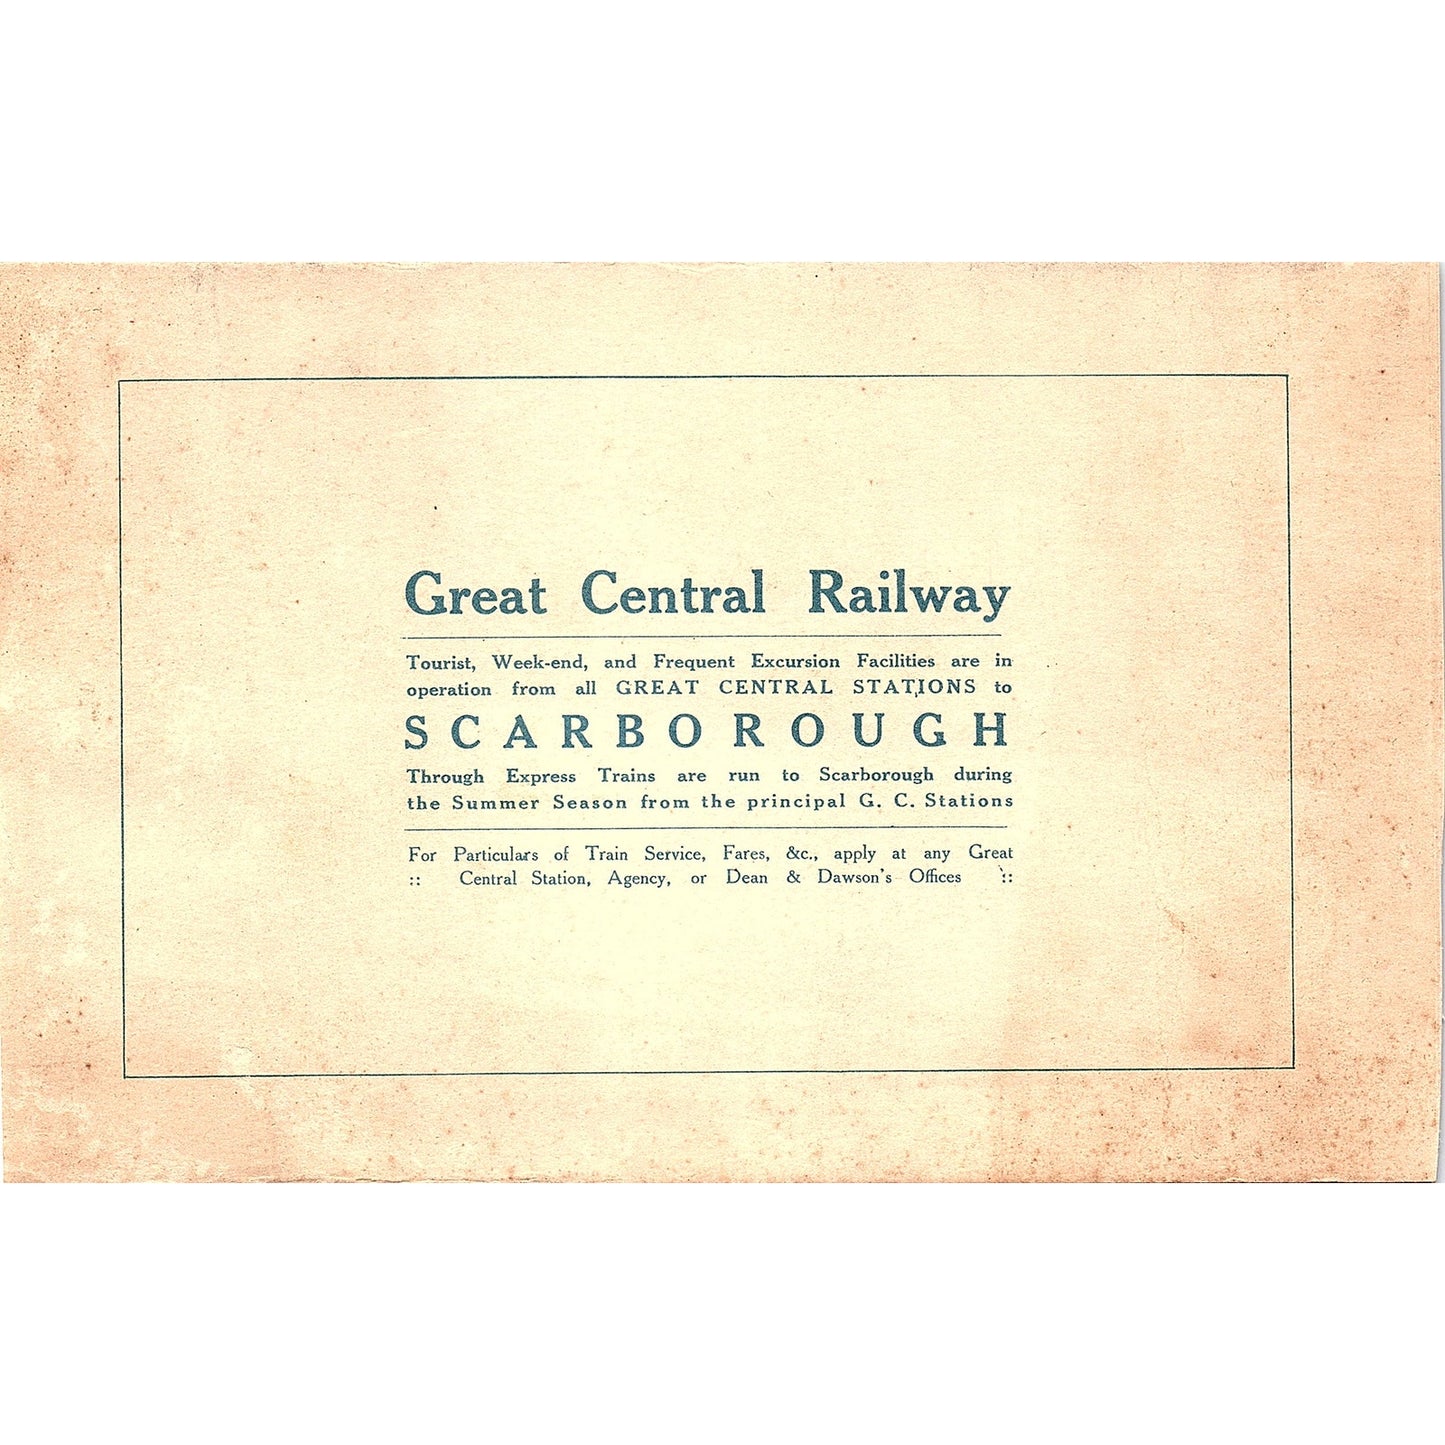 Great Central Railway
Tourist, Week-end, and Frequent Excursion Facilities are in
operation from all GREAT CENTRAL STATIONS to
SCARBOROUGH
Through Express Trains are run to Scarborough during
the Summer Season from the principal G. C. Stations
For Particulars of Train Service, Fares, &c., apply at any Great
:: Central Station, Agency, or Dean & Dawson's Offices ::